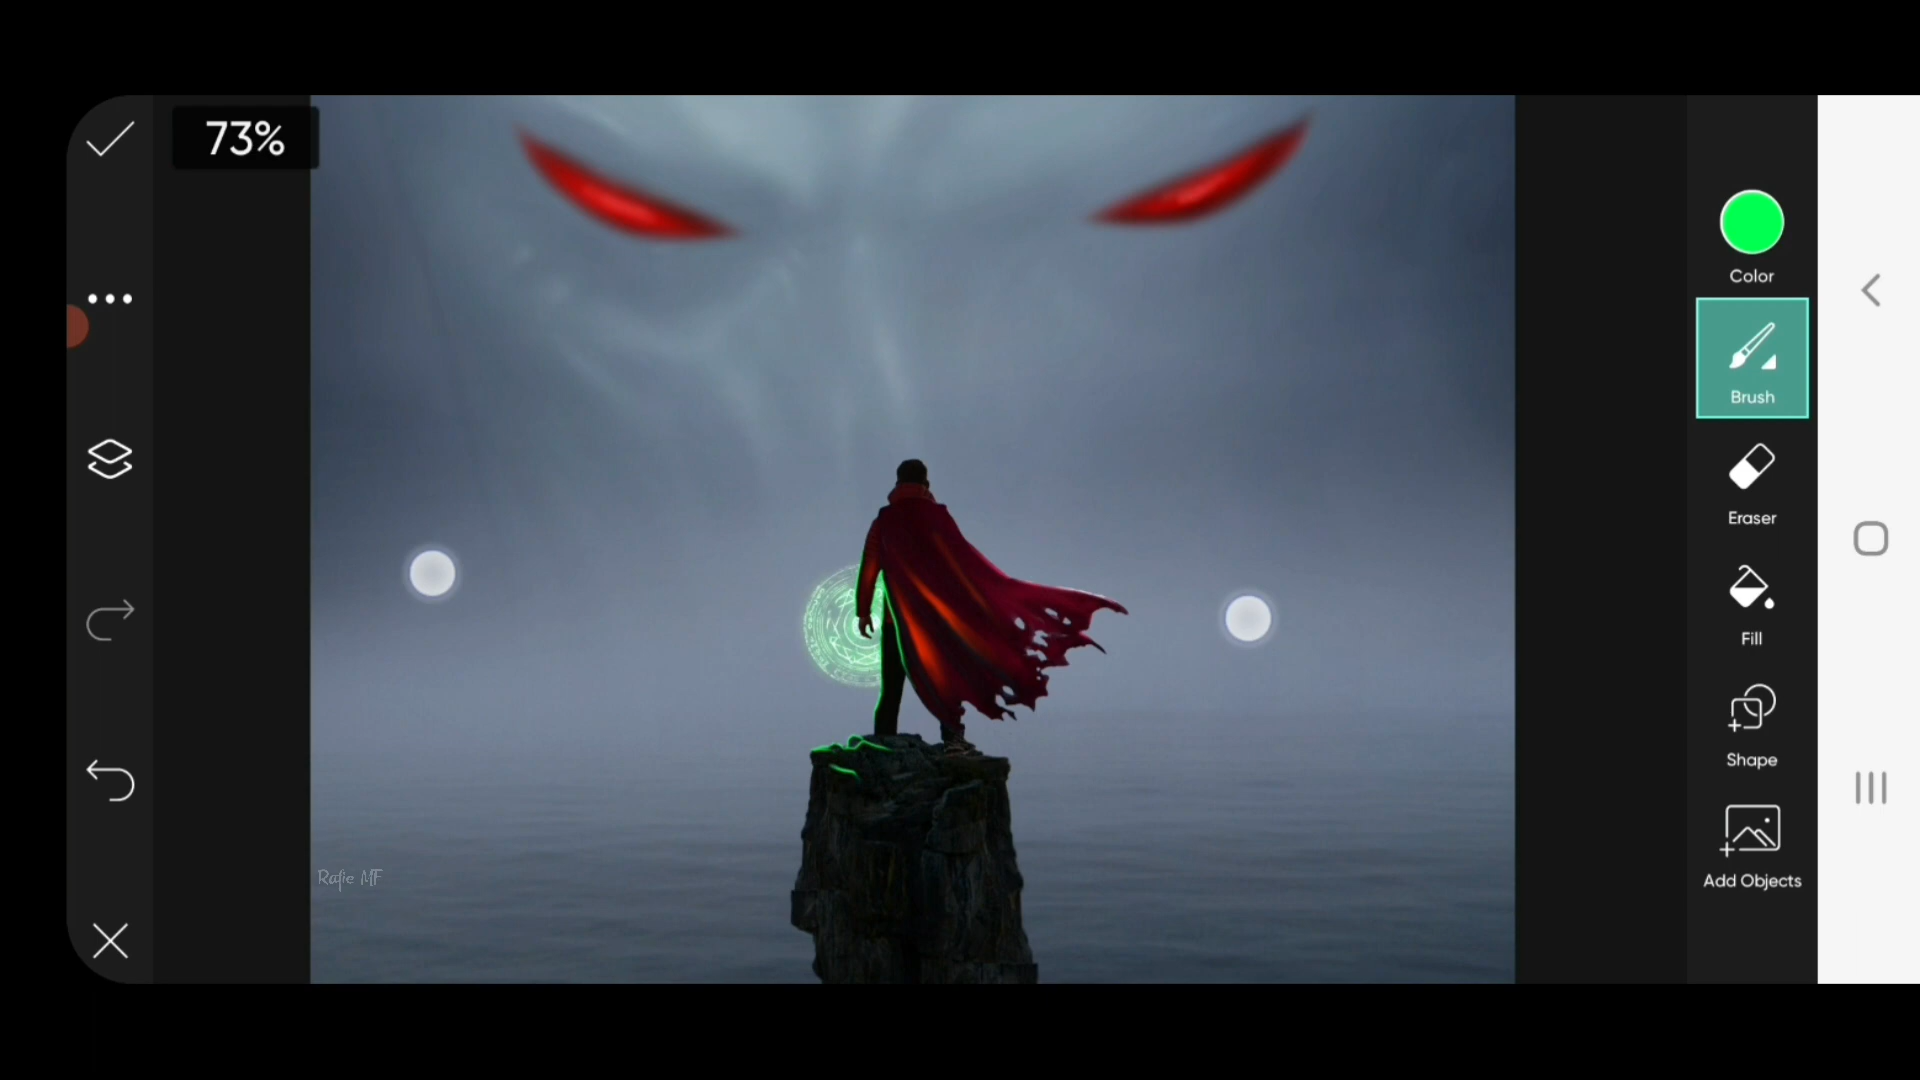 73%
Color
Brush
Eraser
Fill
Shape
Add Objects
Rafie MF